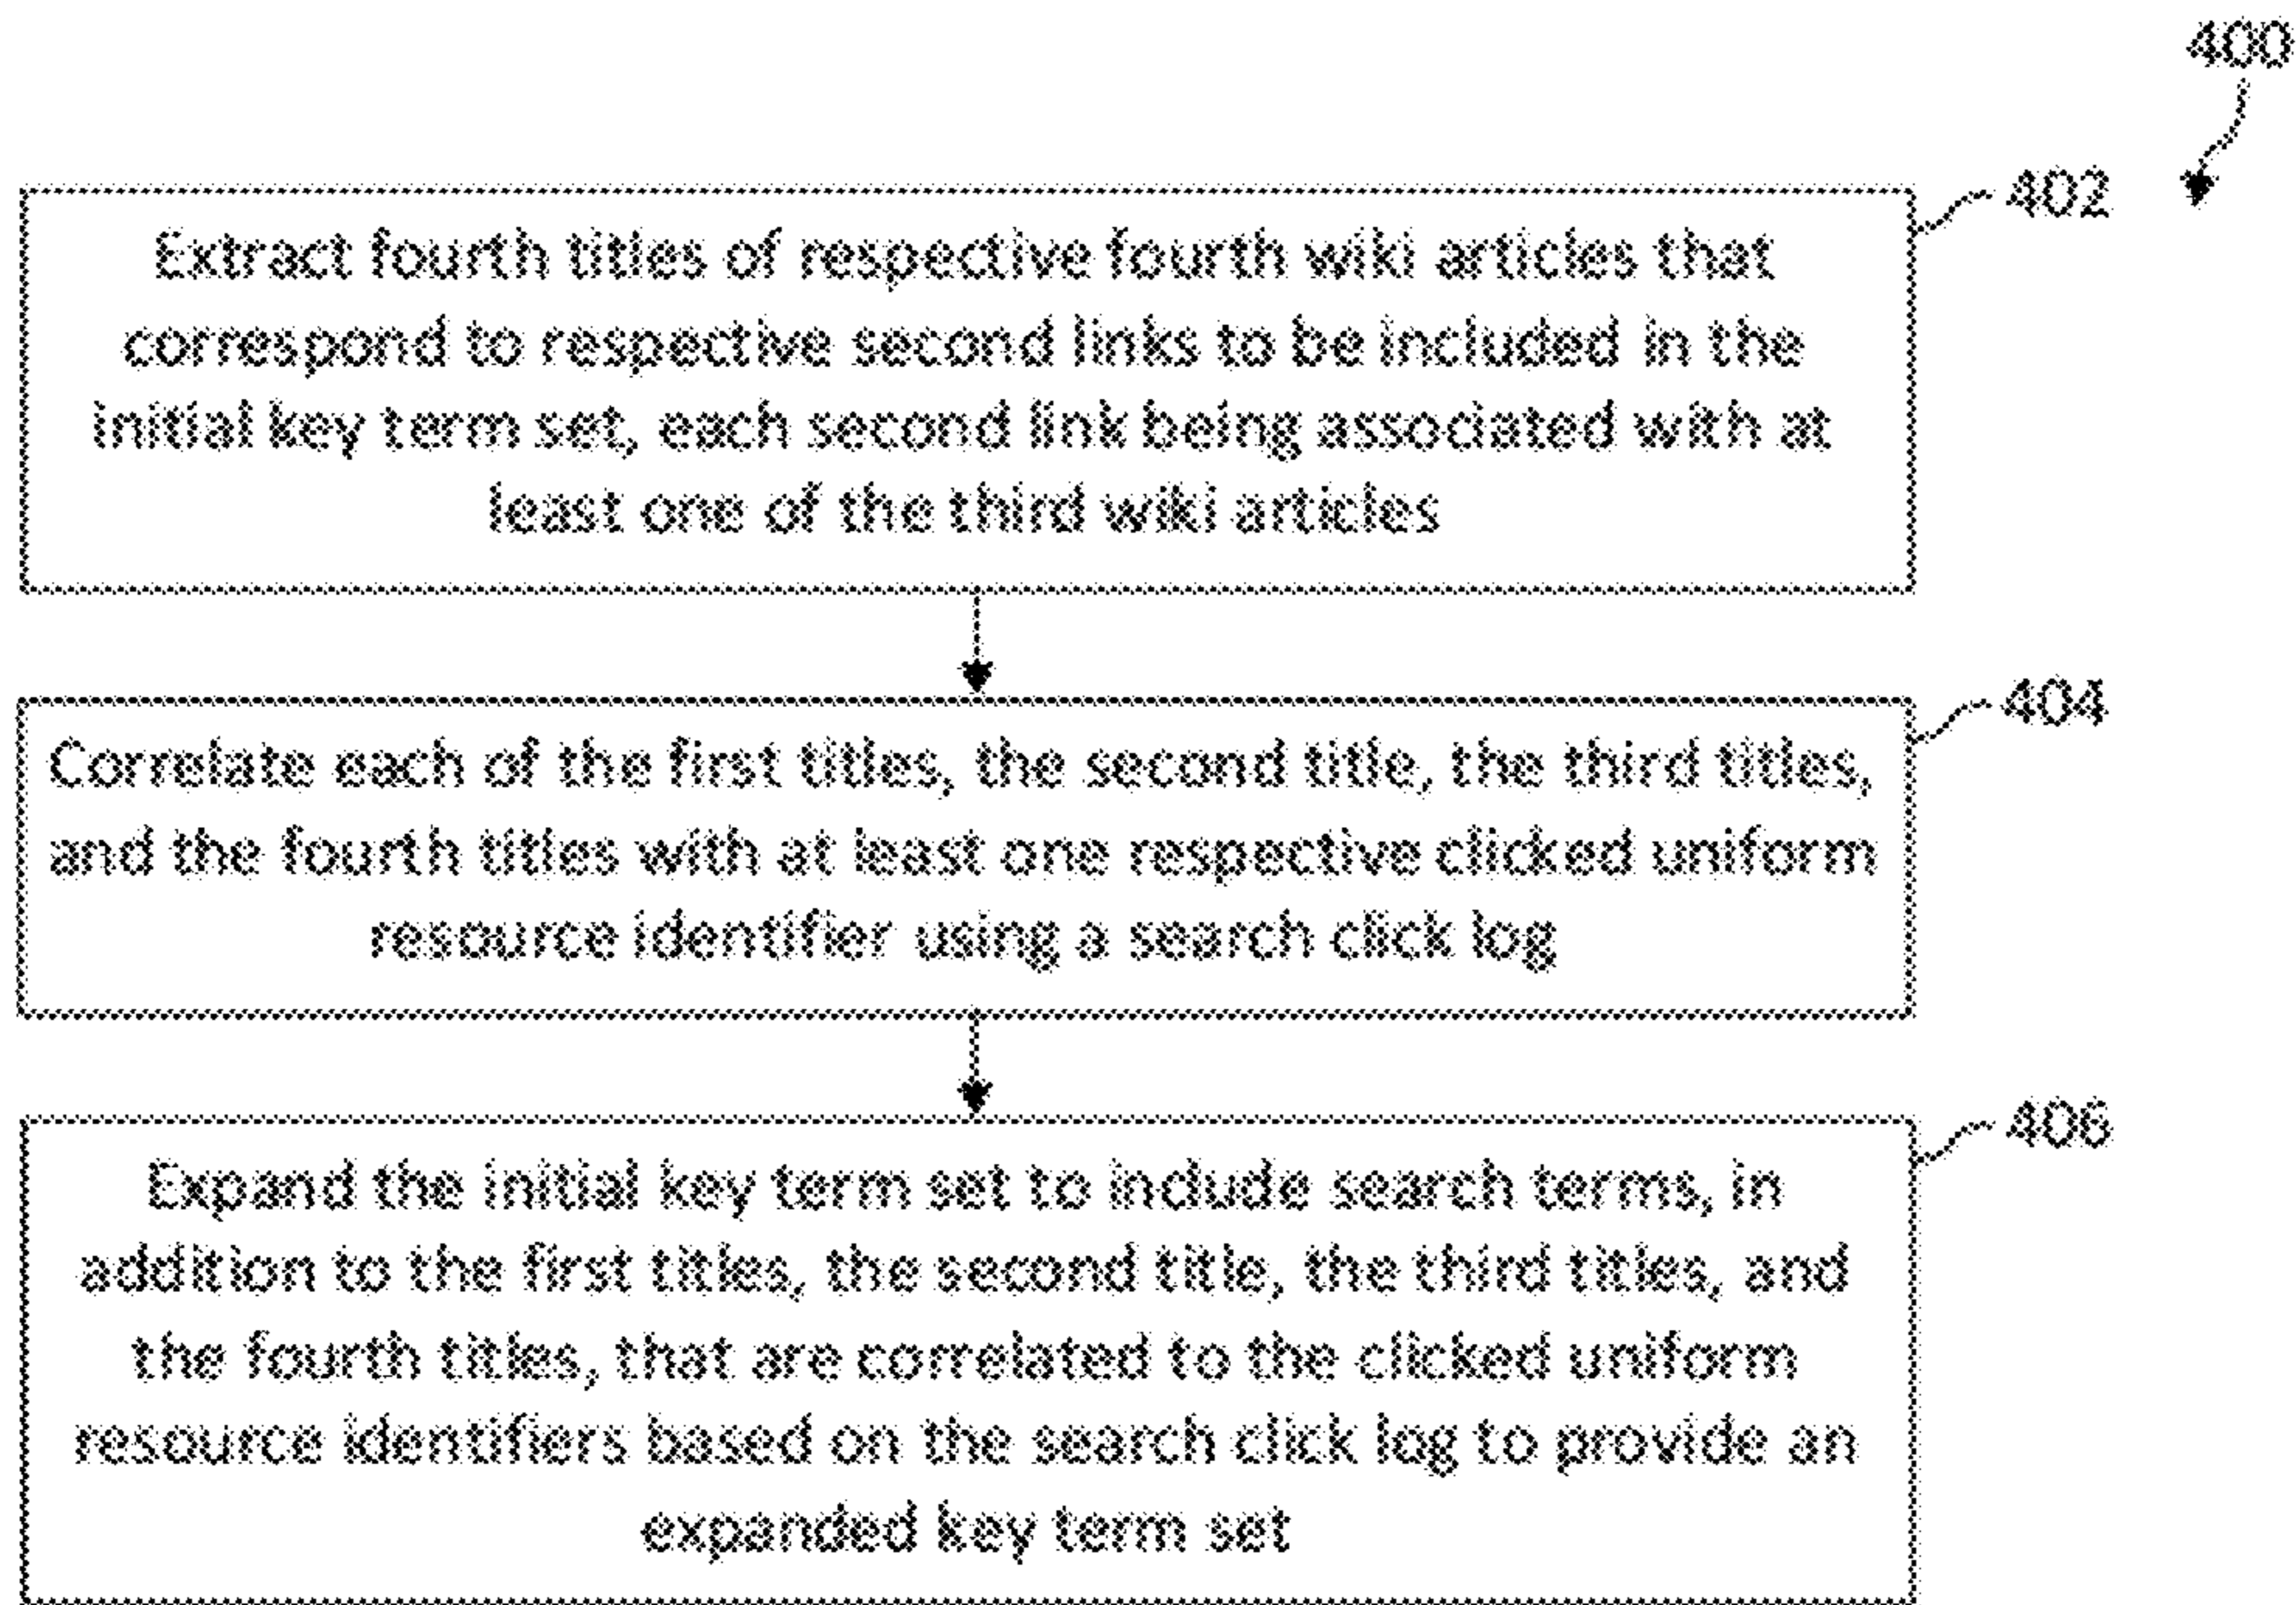 400
402
Extract fourth titles of respective fourth wiki articles that
correspond to respective second links to be included in the
initial key term set, each second link being associated with at
least one of the third wiki articles
404
Correlate each of the first titles, the second title, the third titles,
and the fourth titles with at least one respective clicked uniform
resource identifier using a search click log
406
Expand the initial key term set to include search terms, in
addition to the first titles, the second title, the third titles, and
the fourth titles, that are correlated to the clicked uniform
resource identifiers based on the search click log to provide an
expanded key term set